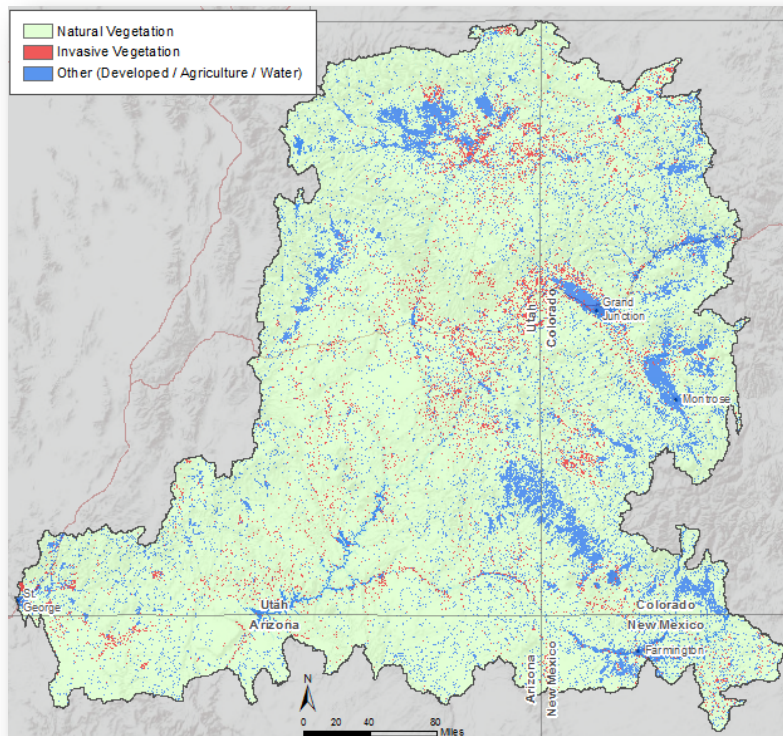 Natural Vegetation
Invasive Vegetation
Other (Developed / Agriculture / Water)
Utah
Colorado
Grand
Junction
Montrose
St.
George
Utah
Arizona
Colorado
New Mexico
Arizona
New Mexico
Farmington
N
0 20 40 80
Miles